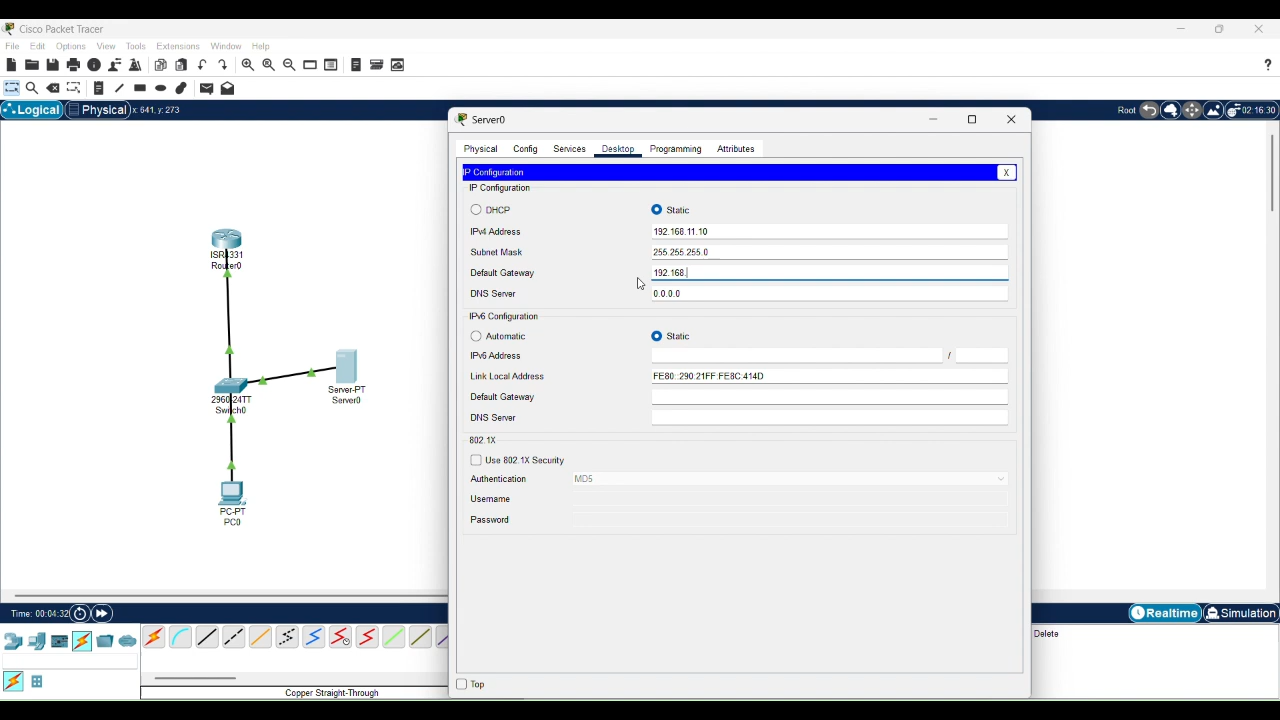 Cisco Packet Tracer
File Edit Options View Tools Extensions Window Help
Logical Physical x: 641, y: 273 Root 02:16:30
Server0
Physical Config Services Desktop Programming Attributes
IP Configuration X
IP Configuration
DHCP Static
IPv4 Address 192.168.11.10
Subnet Mask 255.255.255.0
Default Gateway 192.168.
DNS Server 0.0.0.0
IPv6 Configuration
Automatic Static
IPv6 Address /
Link Local Address FE80::290:21FF:FE8C:414D
Default Gateway
DNS Server
802.1X
Use 802.1X Security
Authentication MD5
Username
Password
Top
ISR4331
Router0
Server-PT
Server0
2960-24TT
Switch0
PC-PT
PC0
Time: 00:04:32 Realtime Simulation
Delete
Copper Straight-Through